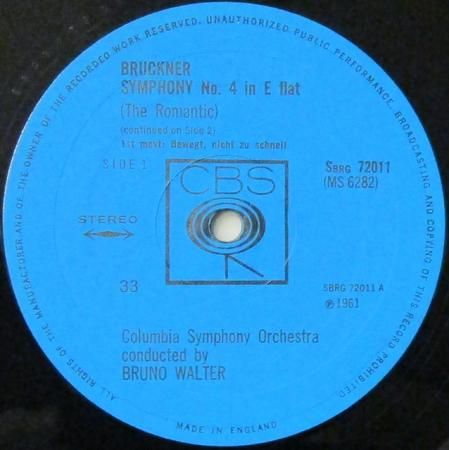 ALL RIGHTS OF THE MANUFACTURER AND OF THE OWNER OF THE RECORDED WORK RESERVED. UNAUTHORIZED PUBLIC PERFORMANCE, BROADCASTING AND COPYING OF THIS RECORD PROHIBITED.
BRUCKNER
SYMPHONY No. 4 in E flat
(The Romantic)
(continued on Side 2)
1st movt: Bewegt, nicht zu schnell
SIDE 1
SBRG 72011
(MS 6282)
CBS
STEREO
33
SBRG 72011 A
℗ 1961
Columbia Symphony Orchestra
conducted by
BRUNO WALTER
MADE IN ENGLAND